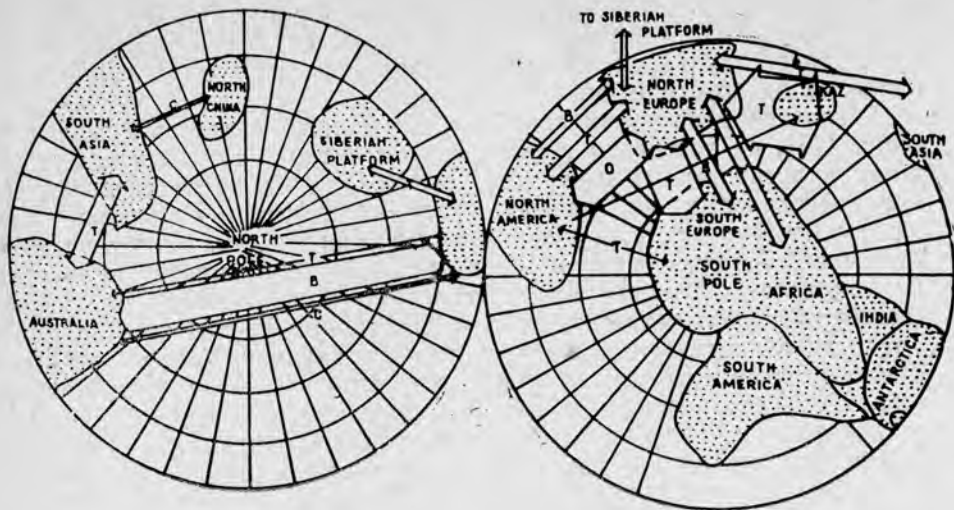 SOUTH
ASIA
C
NORTH
CHINA
SIBERIAN
PLATFORM
T
NORTH
POLE
T
B
C
AUSTRALIA
TO SIBERIAN
PLATFORM
NORTH
EUROPE
B
T
O
T
T
T
KAZ
SOUTH
ASIA
NORTH
AMERICA
T
SOUTH
EUROPE
SOUTH
POLE
AFRICA
INDIA
SOUTH
AMERICA
ANTARCTICA